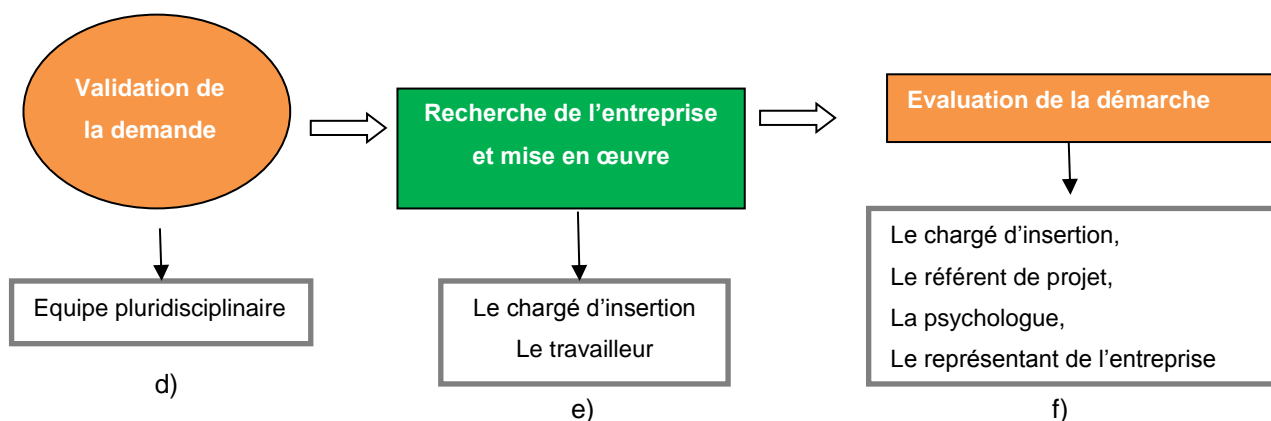 Validation de
la demande
Recherche de l’entreprise
et mise en œuvre
Evaluation de la démarche
Equipe pluridisciplinaire
d)
Le chargé d’insertion
Le travailleur
e)
Le chargé d’insertion,
Le référent de projet,
La psychologue,
Le représentant de l’entreprise
f)